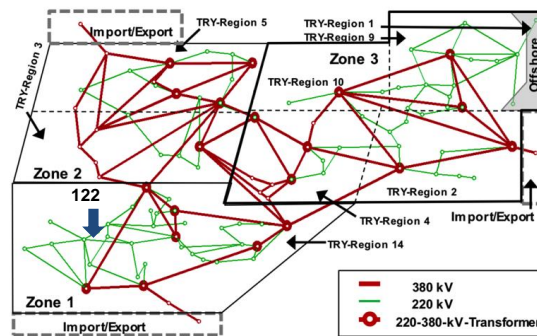 Import/Export
TRY-Region 5
TRY-Region 1
TRY-Region 9
Offshore
TRY-Region 3
Zone 3
TRY-Region 10
Zone 2
122
TRY-Region 2
TRY-Region 4
Import/Export
TRY-Region 14
Zone 1
Import/Export
380 kV
220 kV
220-380-kV-Transformer